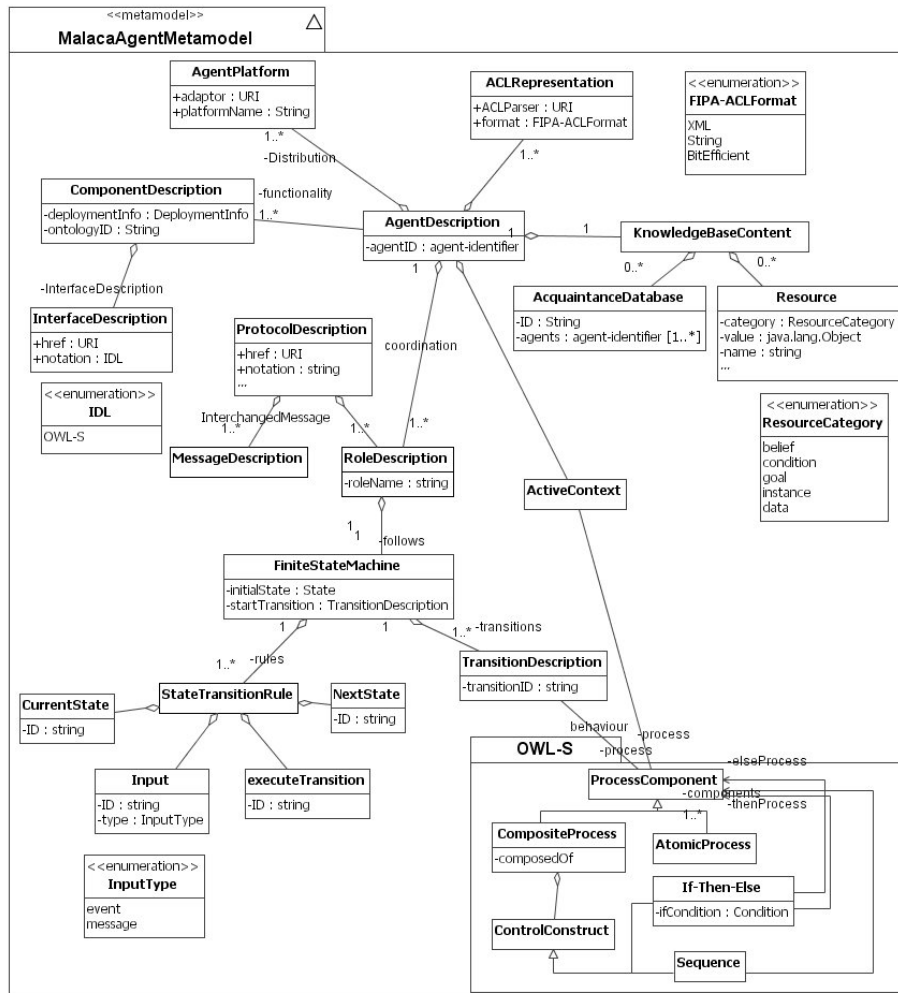 <<metamodel>>
MalacaAgentMetamodel
AgentPlatform
+adaptor : URI
+platformName : String
1..*
-Distribution
ACLRepresentation
+ACLParser : URI
+format : FIPA-ACLFormat
1..*
<<enumeration>>
FIPA-ACLFormat
XML
String
BitEfficient
ComponentDescription
-deploymentInfo : DeploymentInfo
-ontologyID : String
-functionality
1..*
AgentDescription
-agentID : agent-identifier
1
1
1
KnowledgeBaseContent
0..*
0..*
-InterfaceDescription
InterfaceDescription
+href : URI
+notation : IDL
<<enumeration>>
IDL
OWL-S
ProtocolDescription
+href : URI
+notation : string
...
coordination
AcquaintanceDatabase
-ID : String
-agents : agent-identifier [1..*]
Resource
-category : ResourceCategory
-value : java.lang.Object
-name : string
...
<<enumeration>>
ResourceCategory
belief
condition
goal
instance
data
InterchangedMessage
1..*
1..*
1..*
MessageDescription
RoleDescription
-roleName : string
ActiveContext
1
1
-follows
FiniteStateMachine
-initialState : State
-startTransition : TransitionDescription
1
1
1..*
-transitions
1..*
-rules
TransitionDescription
-transitionID : string
CurrentState
-ID : string
StateTransitionRule
NextState
-ID : string
behaviour
-process
-process
Input
-ID : string
-type : InputType
executeTransition
-ID : string
<<enumeration>>
InputType
event
message
OWL-S
-elseProcess
ProcessComponent
-components
-thenProcess
1..*
CompositeProcess
-composedOf
AtomicProcess
If-Then-Else
-ifCondition : Condition
ControlConstruct
Sequence